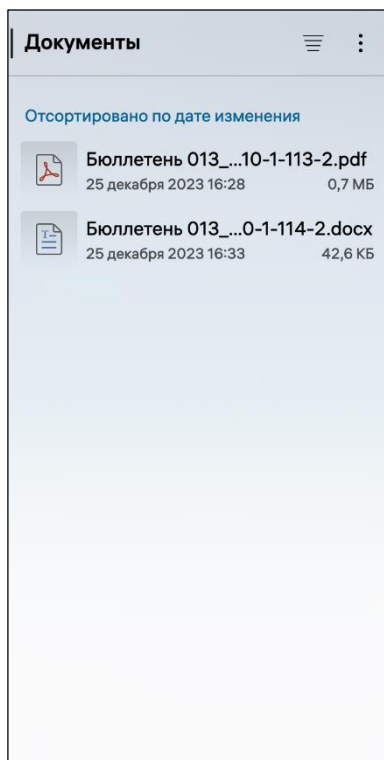 Документы
Отсортировано по дате изменения
Бюллетень 013_...10-1-113-2.pdf
25 декабря 2023 16:28 0,7 МБ
Бюллетень 013_...0-1-114-2.docx
25 декабря 2023 16:33 42,6 КБ